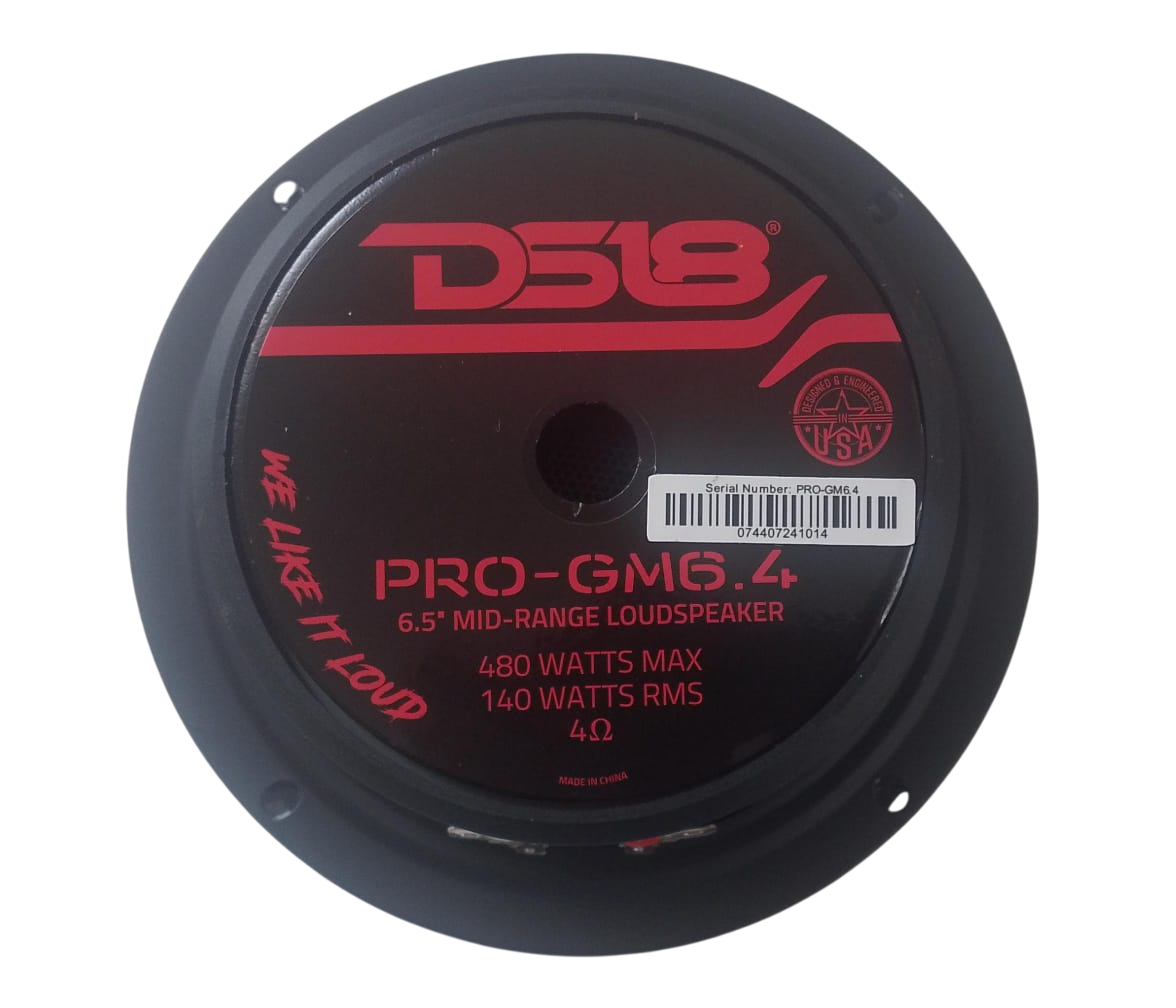 DS18®
DESIGNED & ENGINEERED
IN
USA
Serial Number: PRO-GM6.4
074407241014
WE LIKE IT LOUD
PRO-GM6.4
6.5" MID-RANGE LOUDSPEAKER
480 WATTS MAX
140 WATTS RMS
4Ω
MADE IN CHINA